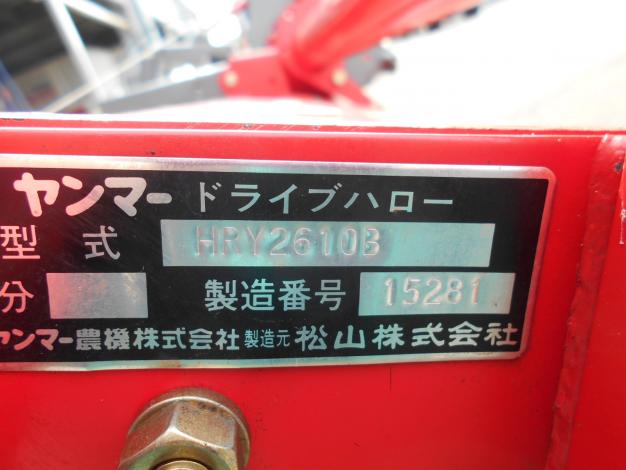 ヤンマー ドライブハロー
型式 HRY2610B
分 製造番号 15281
ヤンマー農機株式会社 製造元 松山株式会社